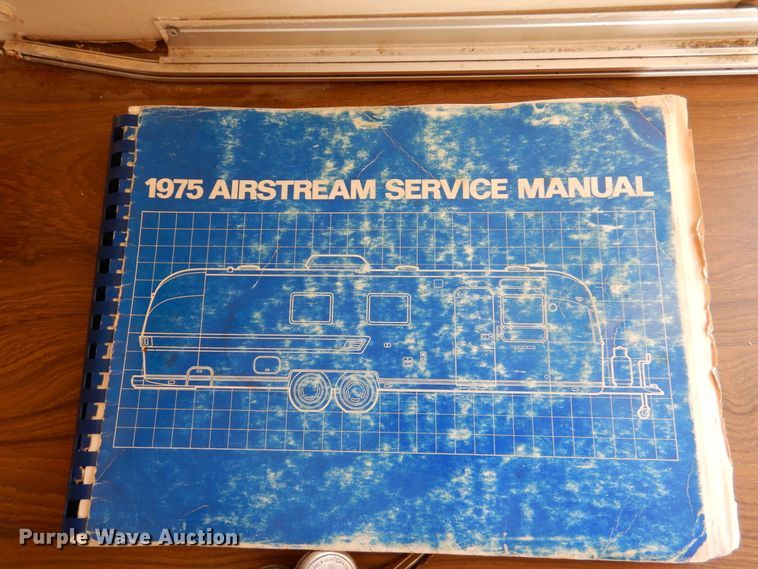 1975 AIRSTREAM SERVICE MANUAL
Purple Wave Auction